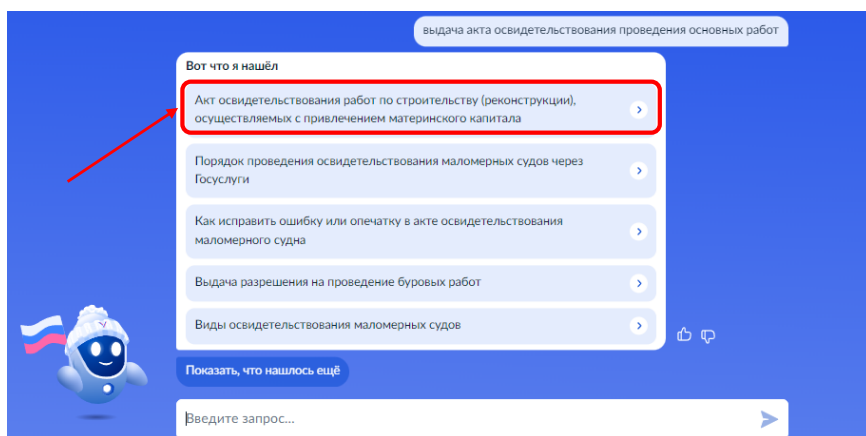 выдача акта освидетельствования проведения основных работ
Вот что я нашёл
Акт освидетельствования работ по строительству (реконструкции),
осуществляемых с привлечением материнского капитала
Порядок проведения освидетельствования маломерных судов через
Госуслуги
Как исправить ошибку или опечатку в акте освидетельствования
маломерного судна
Выдача разрешения на проведение буровых работ
Виды освидетельствования маломерных судов
Показать, что нашлось ещё
Введите запрос...